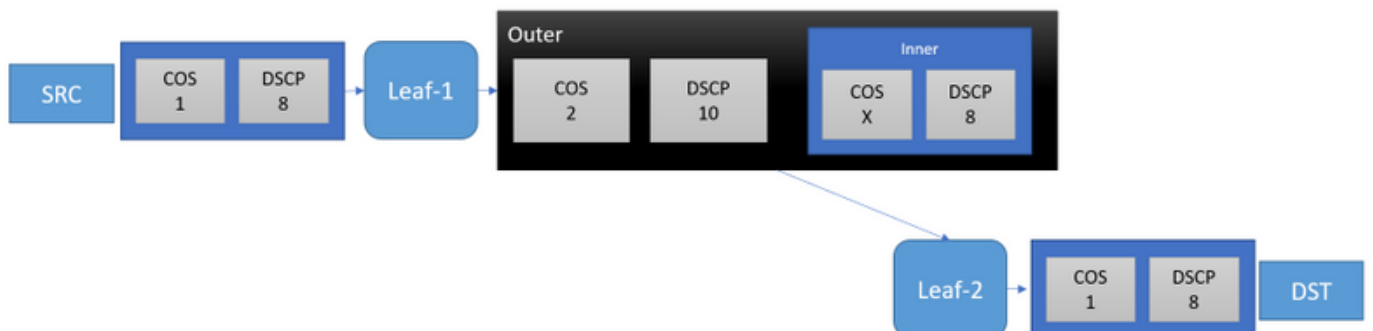 Outer
Inner
SRC
COS
1
DSCP
8
Leaf-1
COS
2
DSCP
10
COS
X
DSCP
8
Leaf-2
COS
1
DSCP
8
DST